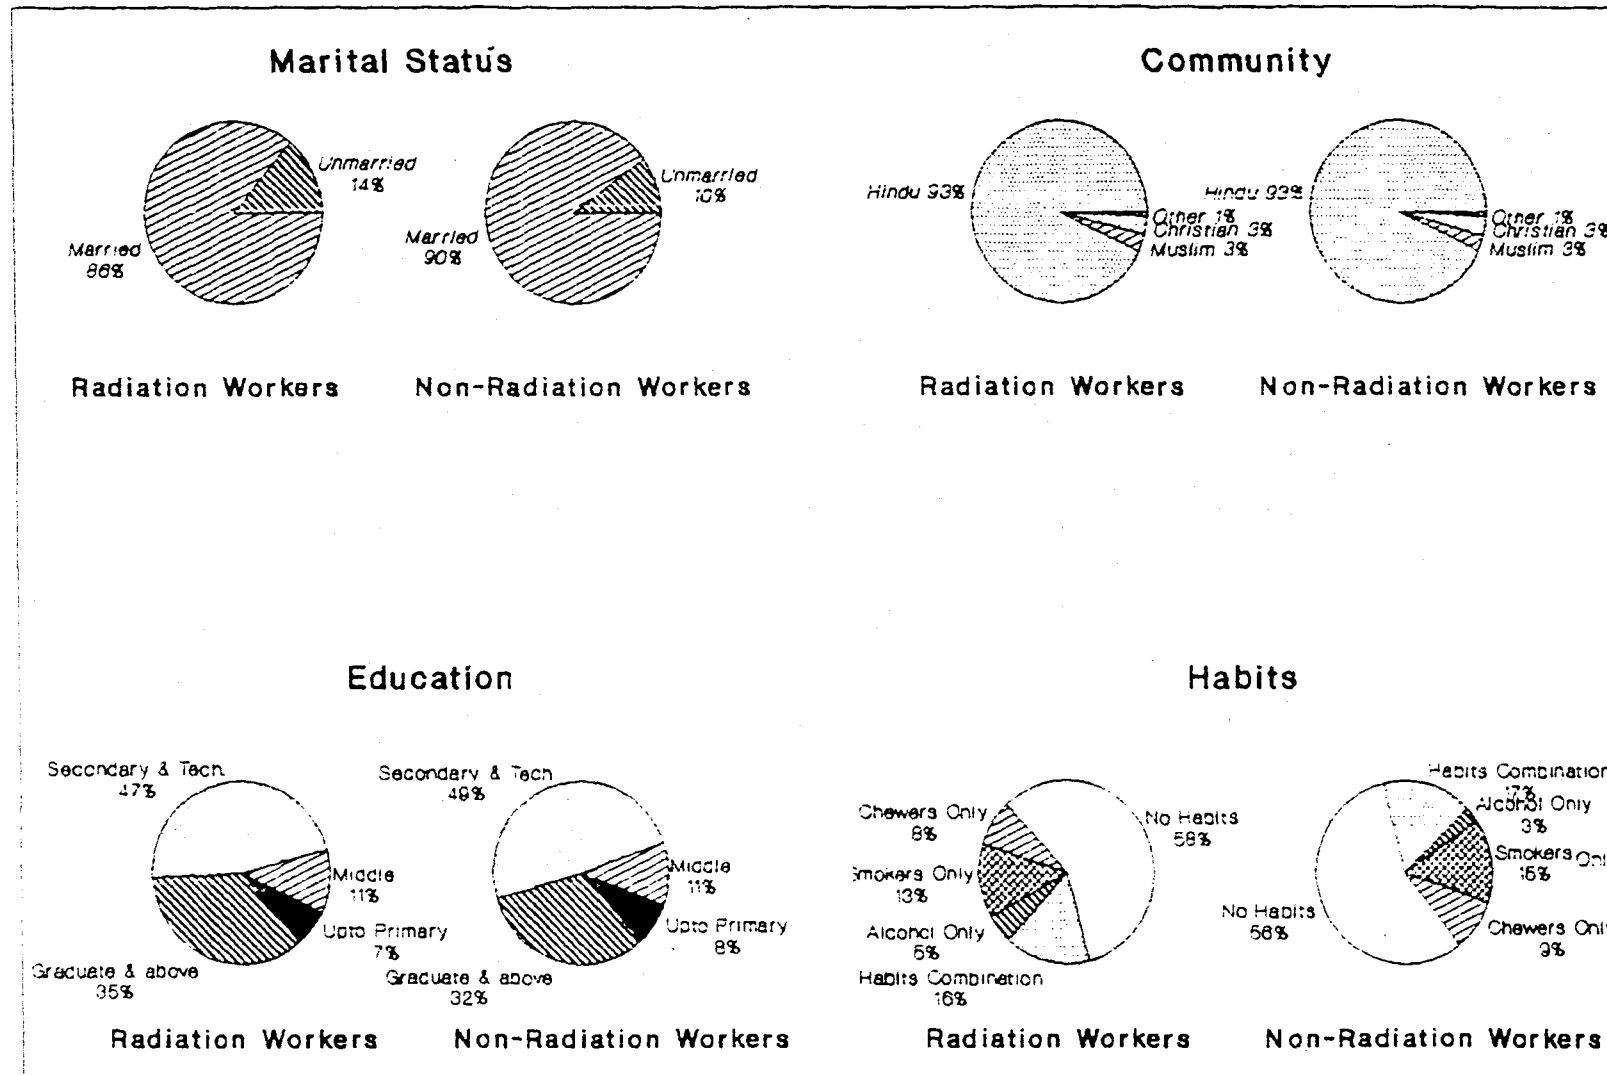 Marital Status
Unmarried
14%
Married
86%
Radiation Workers
Unmarried
10%
Married
90%
Non-Radiation Workers
Community
Hindu 93%
Other 1%
Christian 3%
Muslim 3%
Radiation Workers
Hindu 93%
Other 1%
Christian 3%
Muslim 3%
Non-Radiation Workers
Education
Secondary & Tech.
47%
Middle
11%
Upto Primary
7%
Graduate & above
35%
Radiation Workers
Secondary & Tech
49%
Middle
11%
Upto Primary
8%
Graduate & above
32%
Non-Radiation Workers
Habits
Chewers Only
8%
No Habits
58%
Smokers Only
13%
Alcohol Only
5%
Habits Combination
16%
Radiation Workers
Habits Combination
17%
Alcohol Only
3%
Smokers Onl
15%
No Habits
56%
Chewers Onl
9%
Non-Radiation Workers